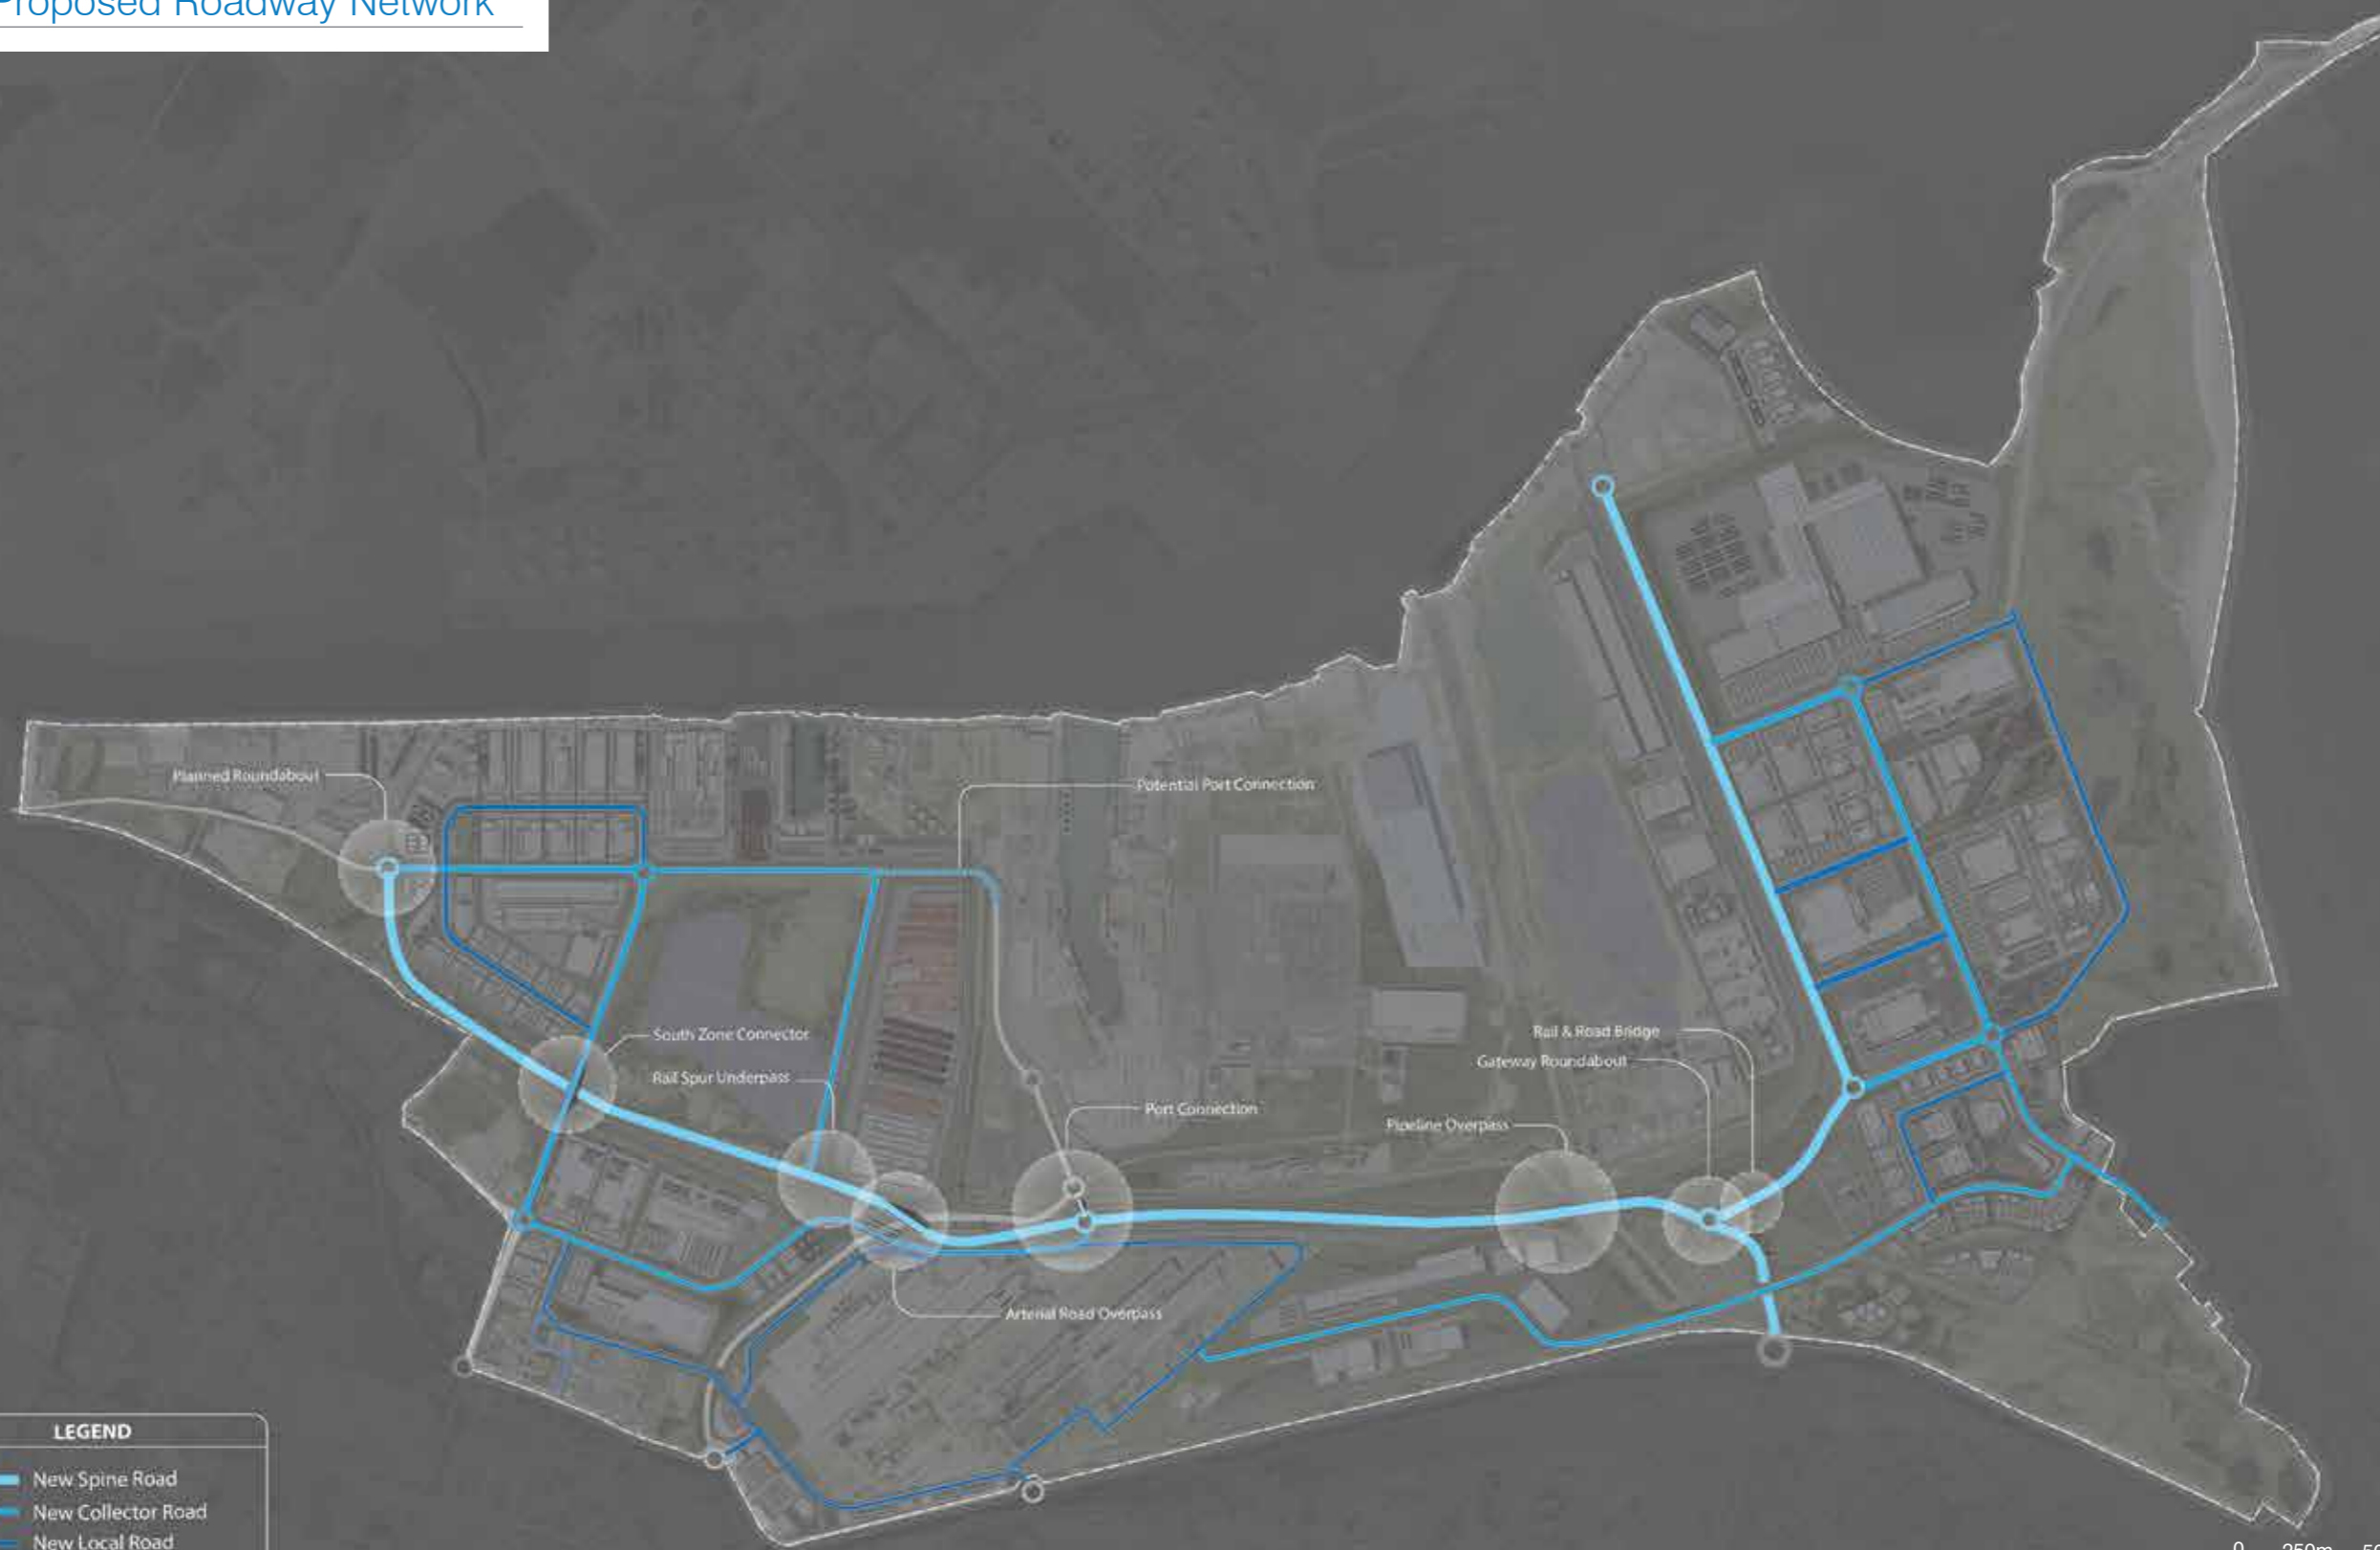 Proposed Roadway Network
Planned Roundabout
Potential Port Connection
South Zone Connector
Rail & Road Bridge
Gateway Roundabout
Rail Spur Underpass
Port Connection
Pipeline Overpass
Arterial Road Overpass
LEGEND
New Spine Road
New Collector Road
New Local Road
0 250m